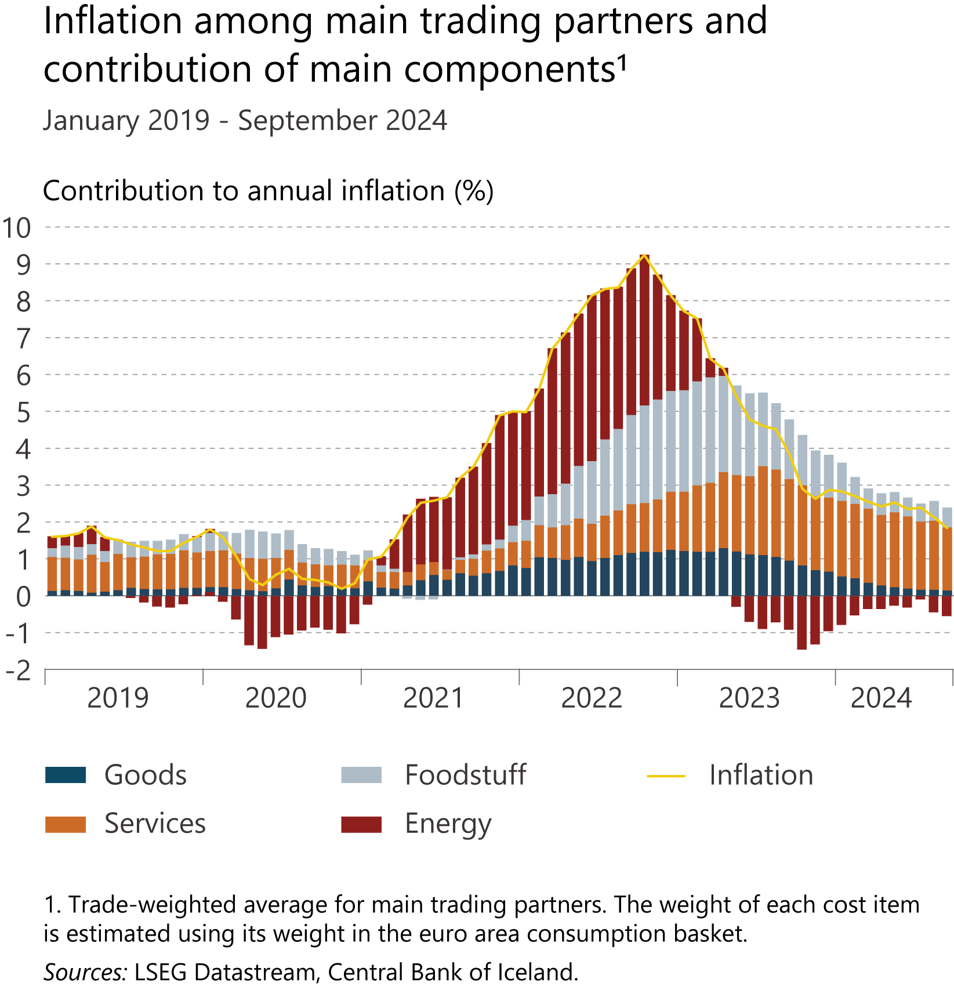 Inflation among main trading partners and
contribution of main components¹
January 2019 - September 2024
Contribution to annual inflation (%)
10
9
8
7
6
5
4
3
2
1
0
-1
-2
2019 2020 2021 2022 2023 2024
Goods Foodstuff Inflation
Services Energy
1. Trade-weighted average for main trading partners. The weight of each cost item
is estimated using its weight in the euro area consumption basket.
Sources: LSEG Datastream, Central Bank of Iceland.